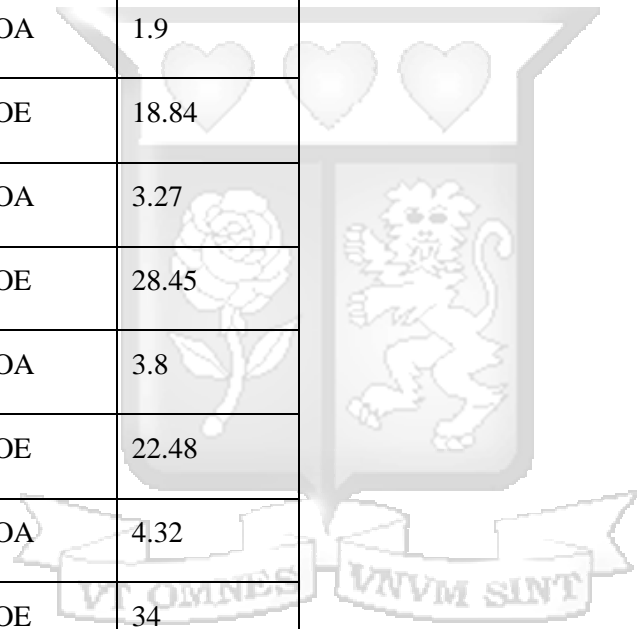 OA 1.9
OE 18.84
OA 3.27
OE 28.45
OA 3.8
OE 22.48
OA 4.32
OE 34
VT OMNES VNVM SINT